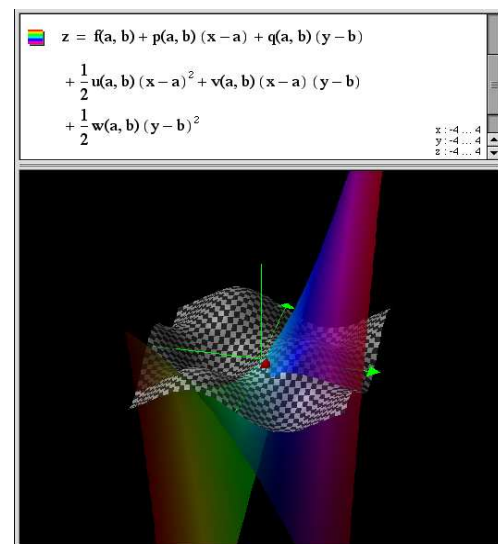 z = f(a, b) + p(a, b) (x − a) + q(a, b) (y − b)
+ 1/2 u(a, b) (x − a)² + v(a, b) (x − a) (y − b)
+ 1/2 w(a, b) (y − b)²
x : -4 ... 4
y : -4 ... 4
z : -4 ... 4